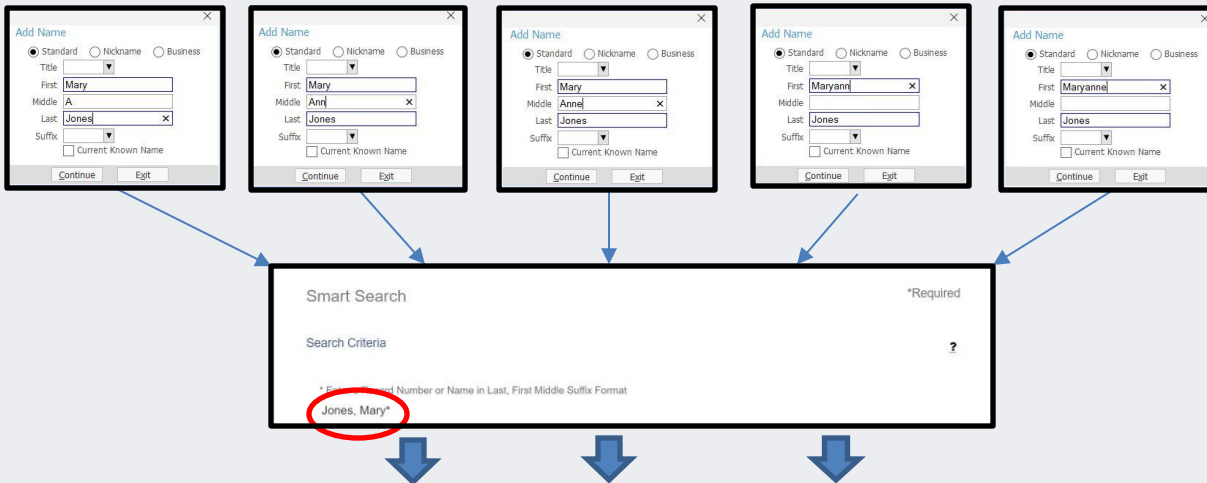 Add Name
Standard Nickname Business
Title
First Mary
Middle A
Last Jones
Suffix
Current Known Name
Continue Exit
Add Name
Standard Nickname Business
Title
First Mary
Middle Ann
Last Jones
Suffix
Current Known Name
Continue Exit
Add Name
Standard Nickname Business
Title
First Mary
Middle Anne
Last Jones
Suffix
Current Known Name
Continue Exit
Add Name
Standard Nickname Business
Title
First Maryann
Middle
Last Jones
Suffix
Current Known Name
Continue Exit
Add Name
Standard Nickname Business
Title
First Maryanne
Middle
Last Jones
Suffix
Current Known Name
Continue Exit
Smart Search *Required
Search Criteria ?
* Number or Name in Last, First Middle Suffix Format
Jones, Mary*